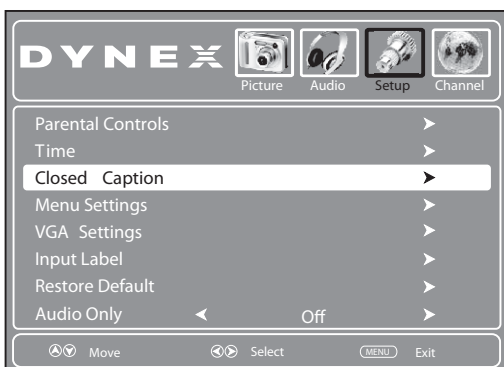 DYNEX
Picture Audio Setup Channel
Parental Controls
Time
Closed Caption
Menu Settings
VGA Settings
Input Label
Restore Default
Audio Only Off
Move Select MENU Exit